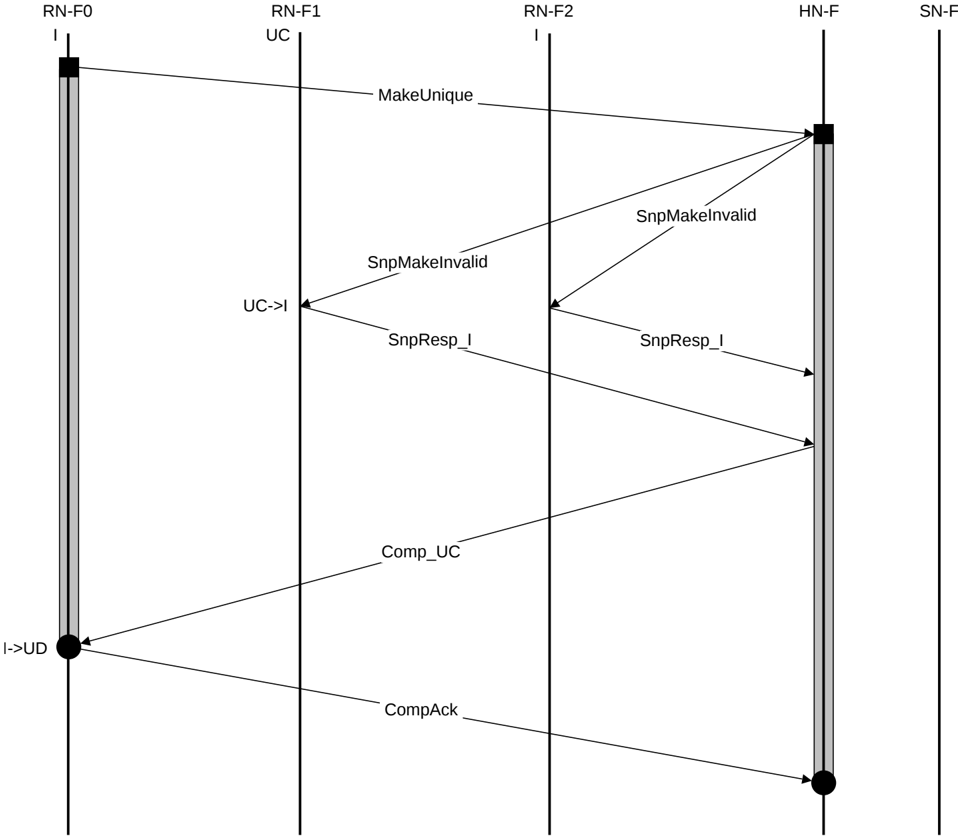 RN-F0 RN-F1 RN-F2 HN-F SN-F
I UC I
MakeUnique
SnpMakeInvalid
SnpMakeInvalid
UC->I
SnpResp_I SnpResp_I
Comp_UC
I->UD
CompAck